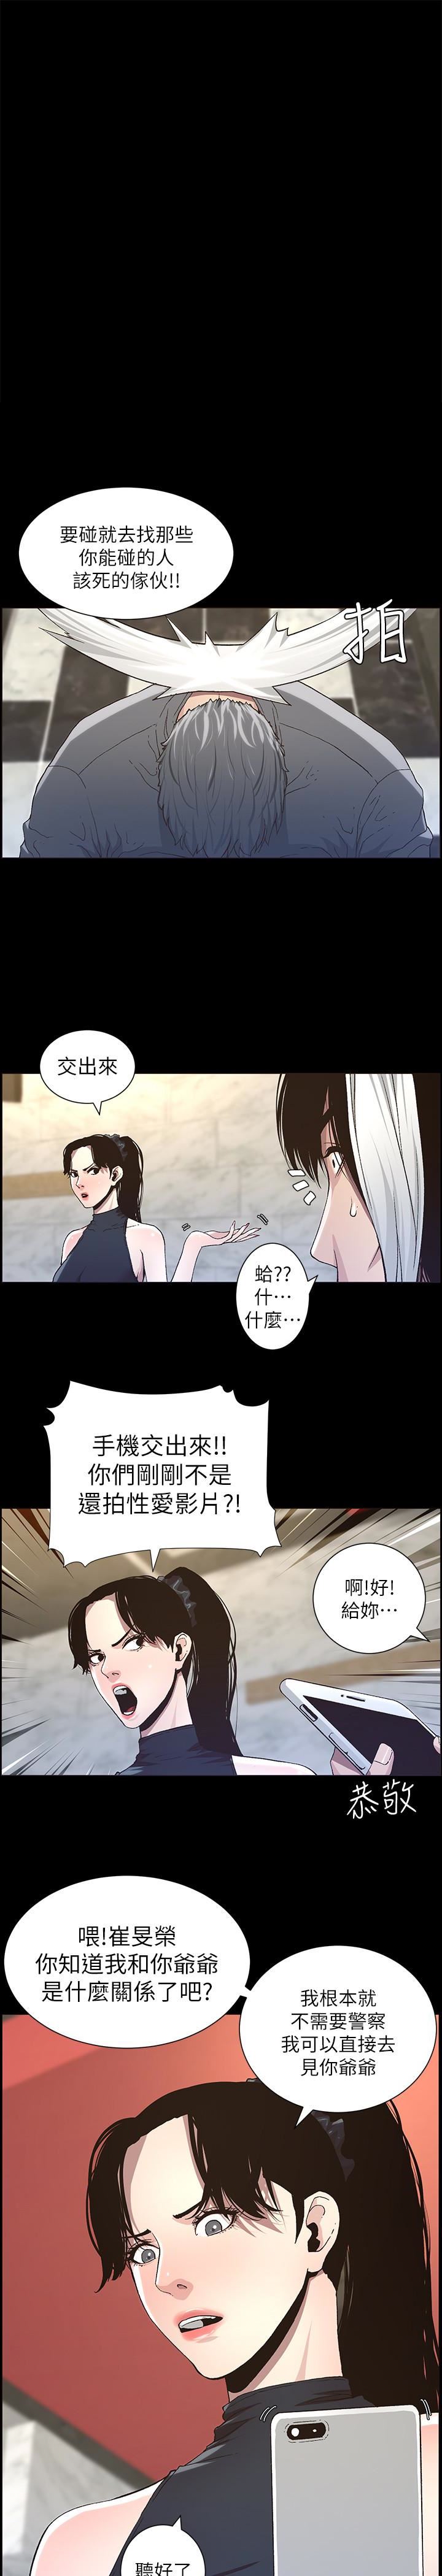 要碰就去找那些
你能碰的人
該死的傢伙!!
拍
交出來
蛤??
什…
什麼…
手機交出來!!
你們剛剛不是
還拍性愛影片?!
啊!好!
給妳…
恭敬
喂!崔旻榮
你知道我和你爺爺
是什麼關係了吧?
我根本就
不需要警察
我可以直接去
見你爺爺
聽好了